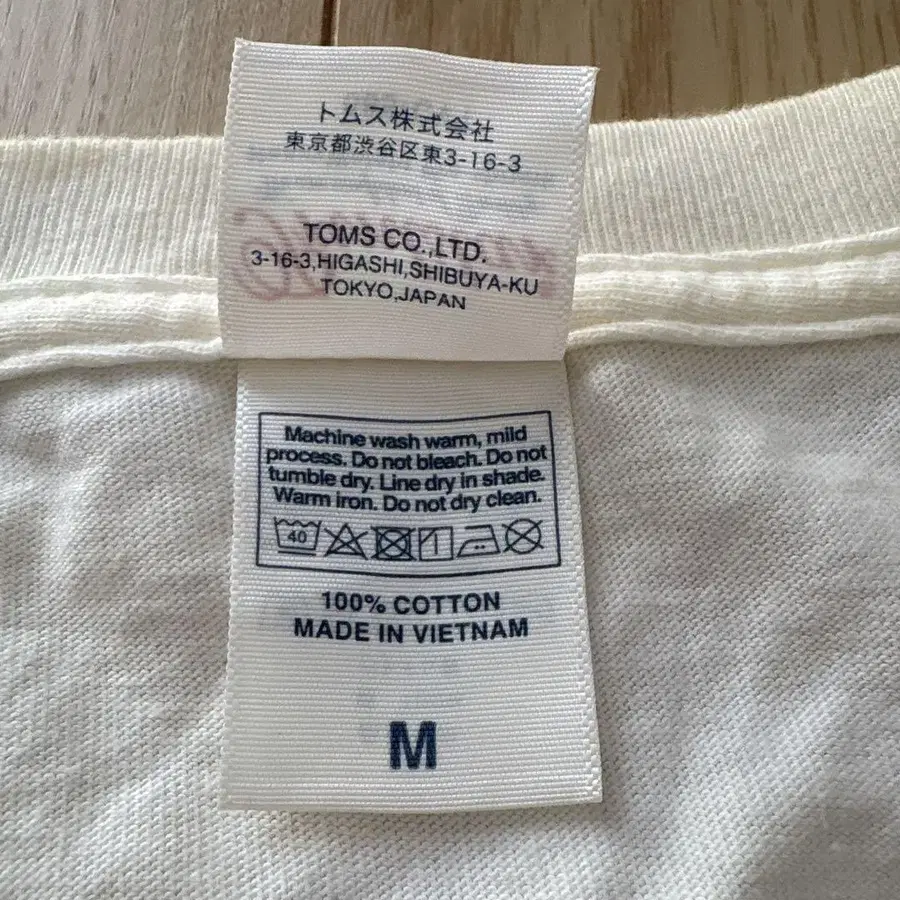 トムス株式会社
東京都渋谷区東3-16-3
TOMS CO.,LTD.
3-16-3,HIGASHI,SHIBUYA-KU
TOKYO,JAPAN
Machine wash warm, mild
process. Do not bleach. Do not
tumble dry. Line dry in shade.
Warm iron. Do not dry clean.
40
100% COTTON
MADE IN VIETNAM
M